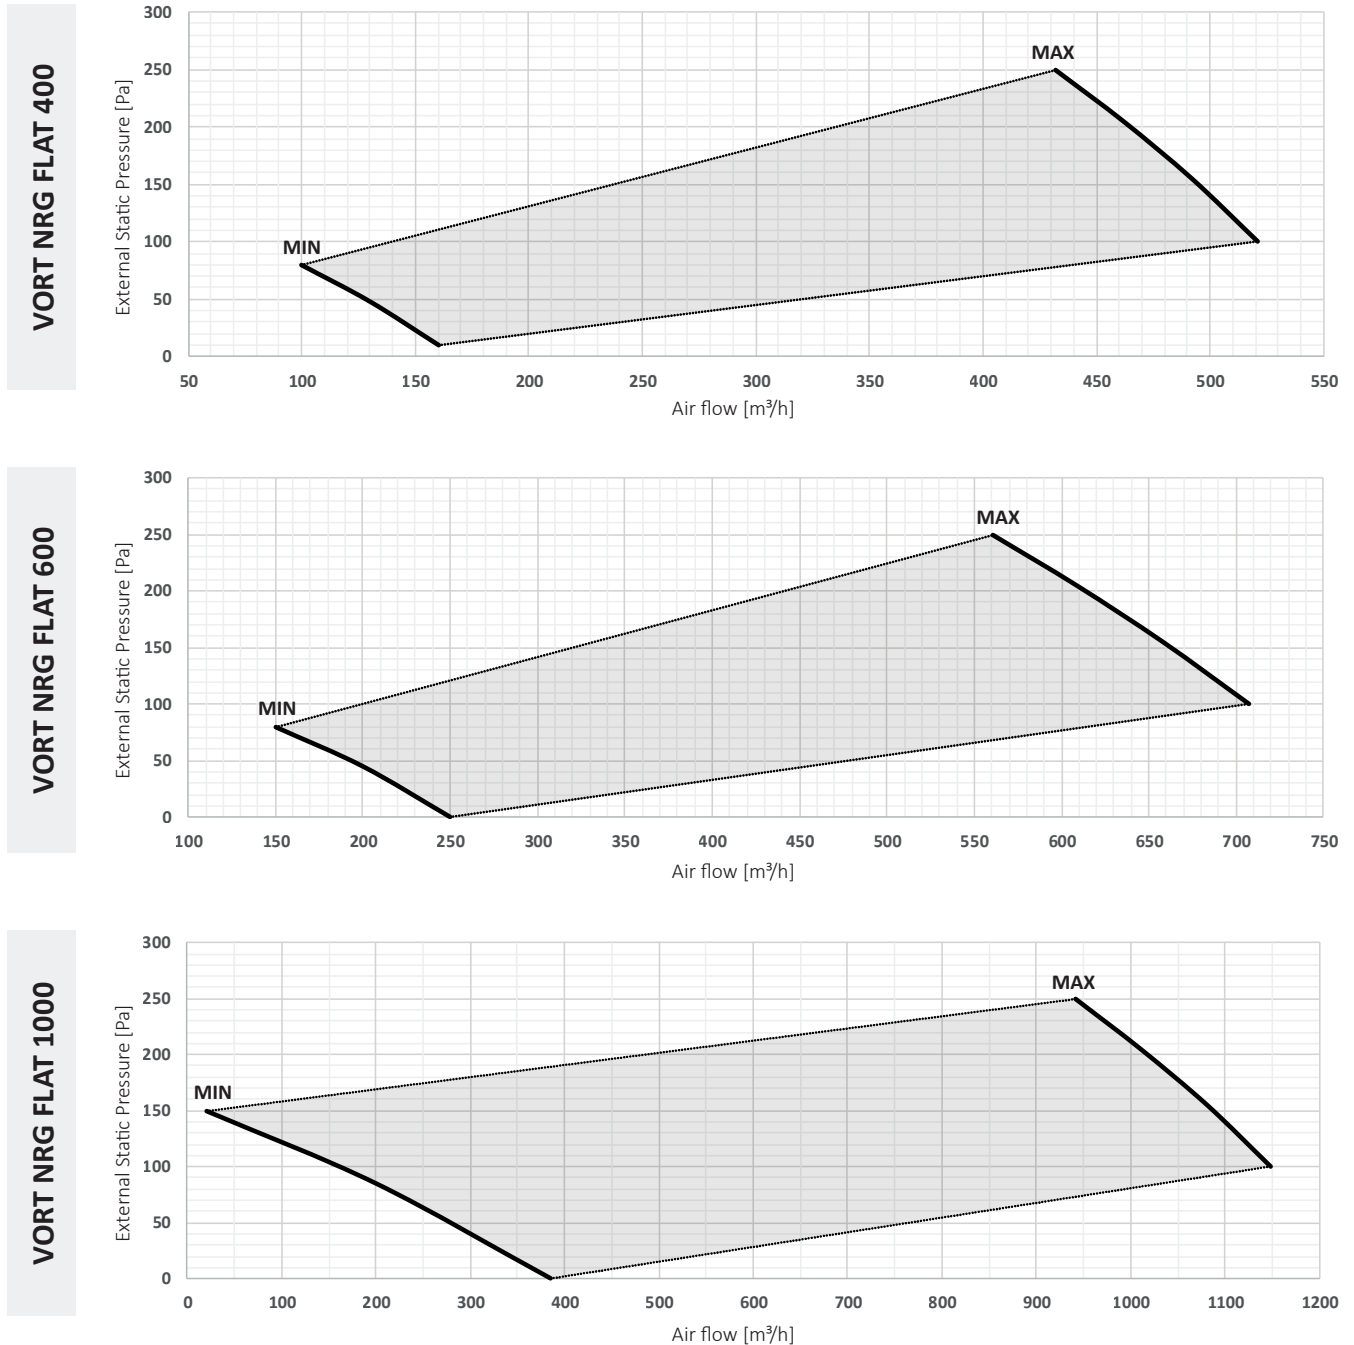 VORT NRG FLAT 400
External Static Pressure [Pa]
300
250
200
150
100
50
0
MAX
MIN
50 100 150 200 250 300 350 400 450 500 550
Air flow [m³/h]
VORT NRG FLAT 600
External Static Pressure [Pa]
300
250
200
150
100
50
0
MAX
MIN
100 150 200 250 300 350 400 450 500 550 600 650 700 750
Air flow [m³/h]
VORT NRG FLAT 1000
External Static Pressure [Pa]
300
250
200
150
100
50
0
MAX
MIN
0 100 200 300 400 500 600 700 800 900 1000 1100 1200
Air flow [m³/h]